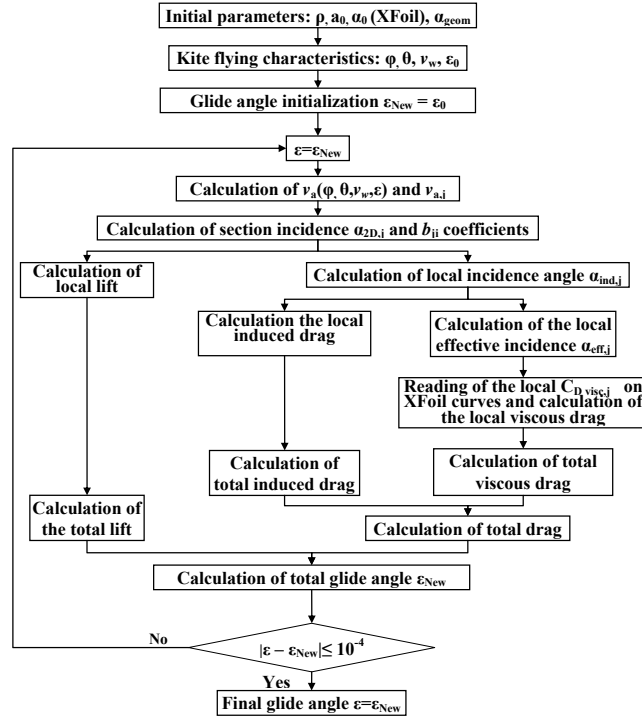 Initial parameters: ρ, a₀, α₀ (XFoil), α_geom
Kite flying characteristics: φ, θ, v_w, ε₀
Glide angle initialization ε_New = ε₀
ε=ε_New
Calculation of v_a(φ, θ,v_w,ε) and v_a,j
Calculation of section incidence α_2D,j and b_ij coefficients
Calculation of
local lift
Calculation of local incidence angle α_ind,j
Calculation the local
induced drag
Calculation of the local
effective incidence α_eff,j
Reading of the local C_D visc,j on
XFoil curves and calculation of
the local viscous drag
Calculation of
total induced drag
Calculation of total
viscous drag
Calculation of
the total lift
Calculation of total drag
Calculation of total glide angle ε_New
No
|ε – ε_New|≤ 10⁻⁴
Yes
Final glide angle ε=ε_New